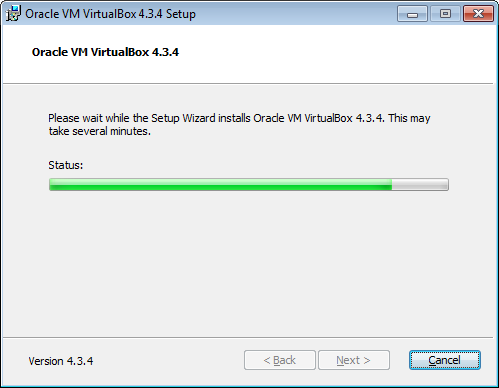 Oracle VM VirtualBox 4.3.4 Setup
Oracle VM VirtualBox 4.3.4
Please wait while the Setup Wizard installs Oracle VM VirtualBox 4.3.4. This may
take several minutes.
Status:
Version 4.3.4
< Back
Next >
Cancel